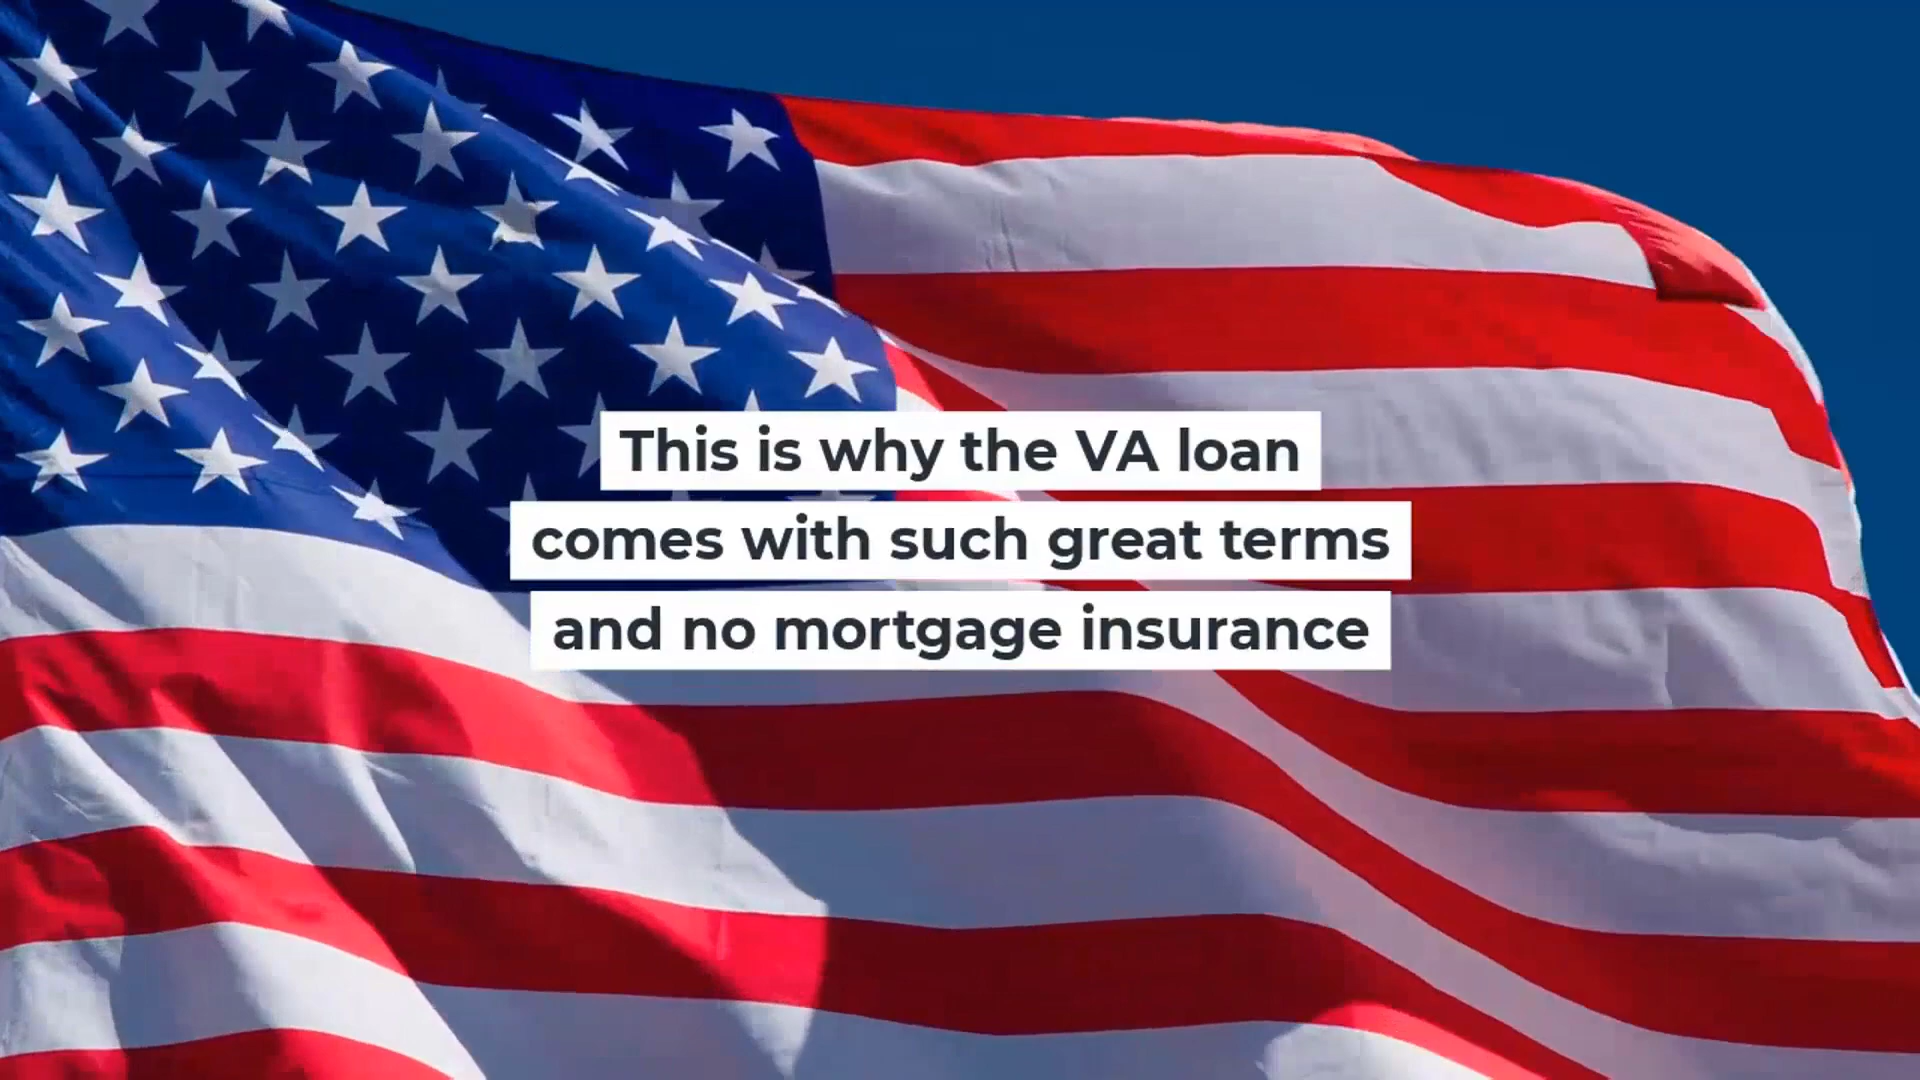 This is why the VA loan
comes with such great terms
and no mortgage insurance